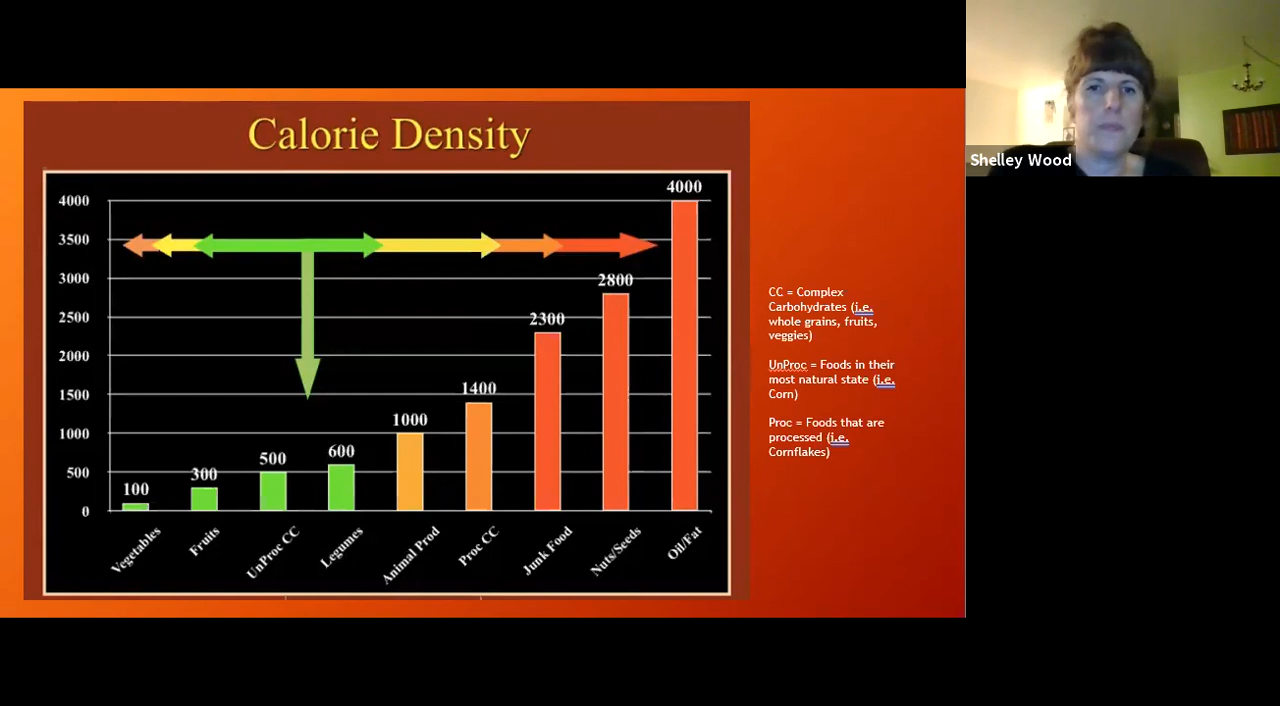 Calorie Density
4000
3500
3000
2500
2000
1500
1000
500
0
100
300
500
600
1000
1400
2300
2800
4000
Vegetables
Fruits
UnProc CC
Legumes
Animal Prod
Proc CC
Junk Food
Nuts/Seeds
Oil/Fat
CC = Complex
Carbohydrates (i.e.
whole grains, fruits,
veggies)
UnProc = Foods in their
most natural state (i.e.
Corn)
Proc = Foods that are
processed (i.e.
Cornflakes)
Shelley Wood